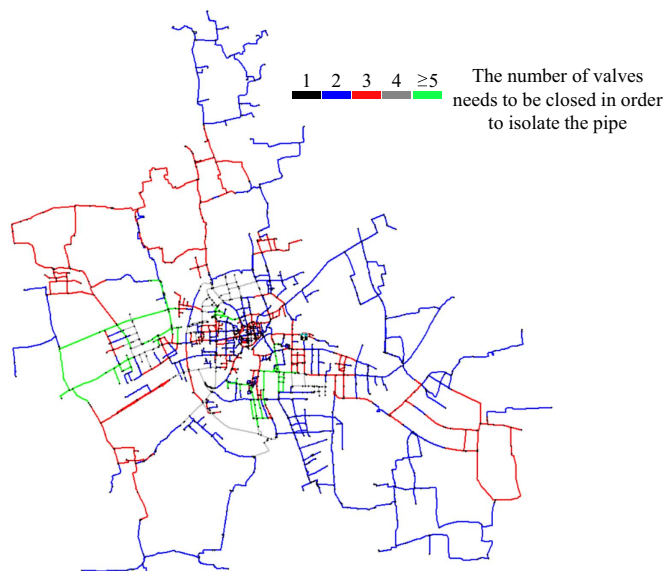 1 2 3 4 ≥5
The number of valves
needs to be closed in order
to isolate the pipe